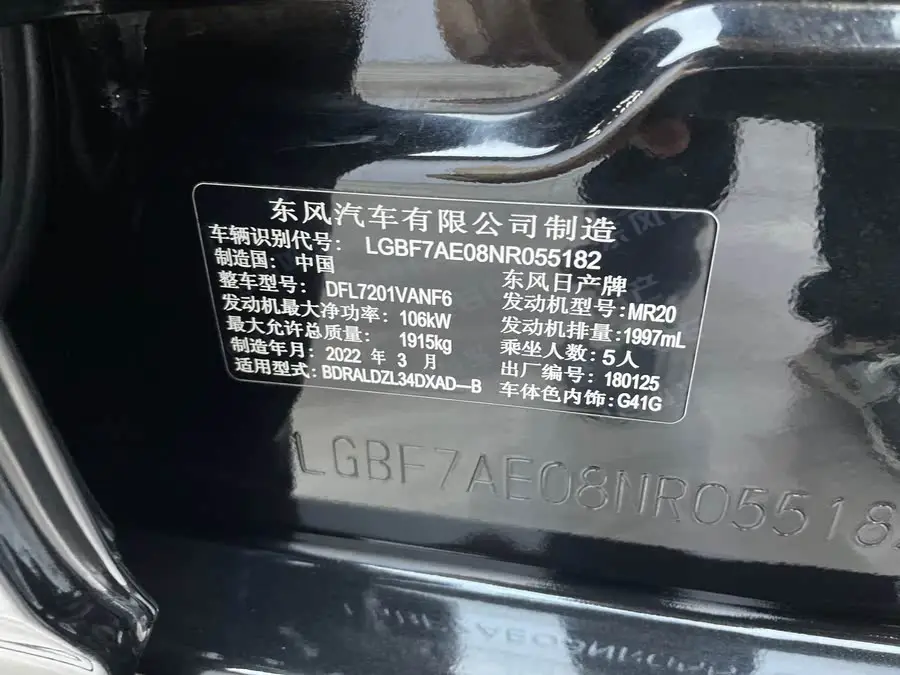 东风汽车有限公司制造
车辆识别代号： LGBF7AE08NR055182
制造国： 中国 东风日产牌
整车型号： DFL7201VANF6 发动机型号:MR20
发动机最大净功率： 106kW 发动机排量:1997mL
最大允许总质量： 1915kg 乘坐人数:5人
制造年月: 2022 年 3 月 出厂编号: 180125
适用型式: BDRALDZL34DXAD—B 车体色内饰:G41G
LGBF7AE08NR05518